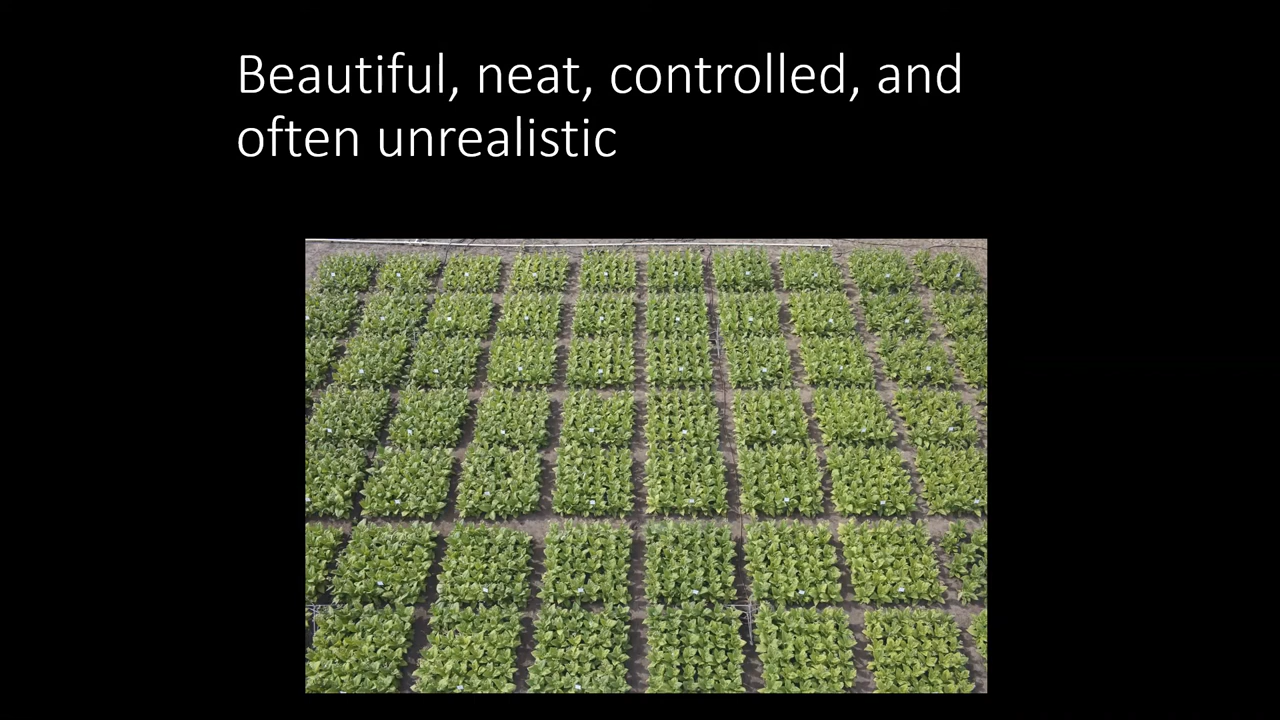 Beautiful, neat, controlled, and
often unrealistic